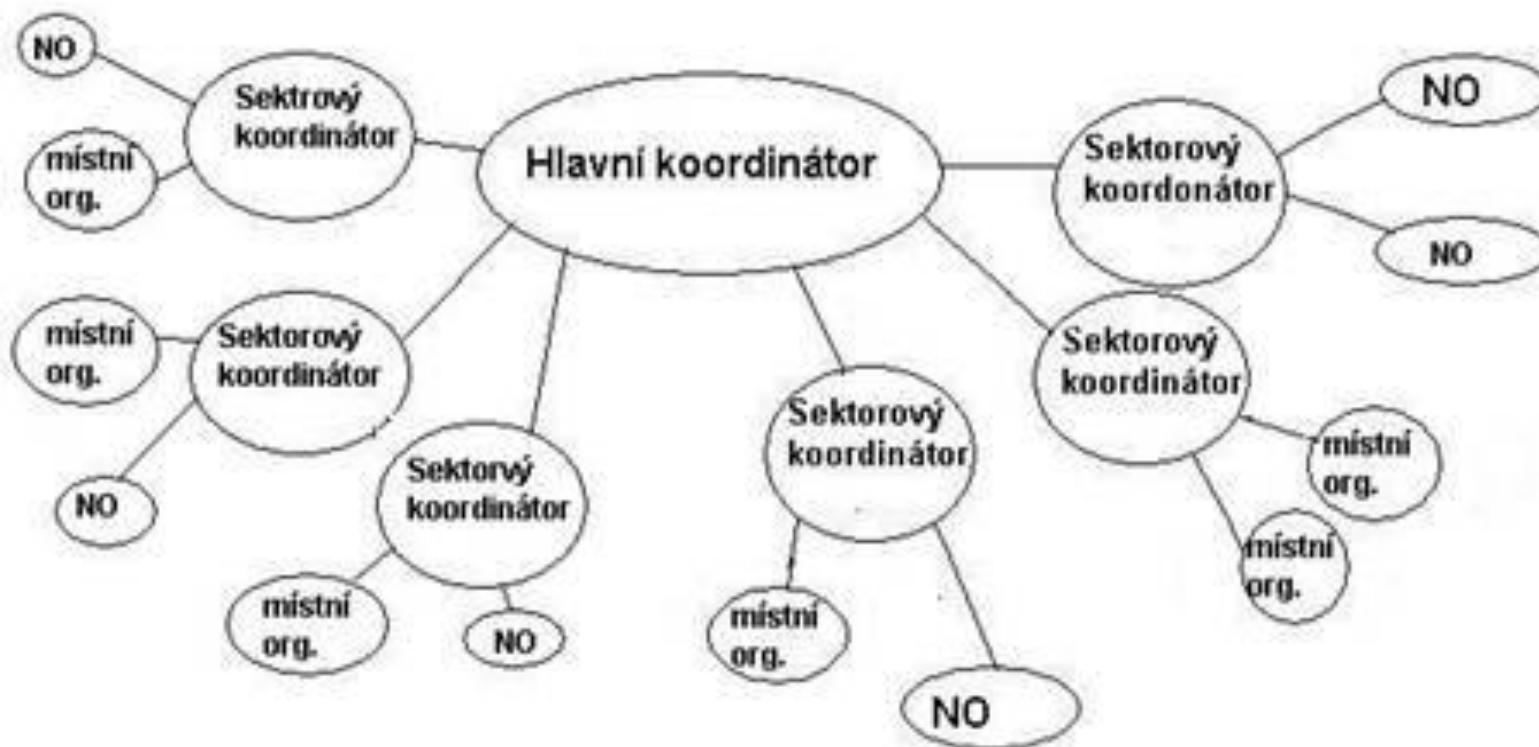 NO
Sektrový
koordinátor
místní
org.
Hlavní koordinátor
Sektorový
koordonátor
NO
NO
místní
org.
Sektorový
koordinátor
NO
Sektorvý
koordinátor
místní
org.
NO
Sektorový
koordinátor
místní
org.
NO
Sektorový
koordinátor
místní
org.
místní
org.